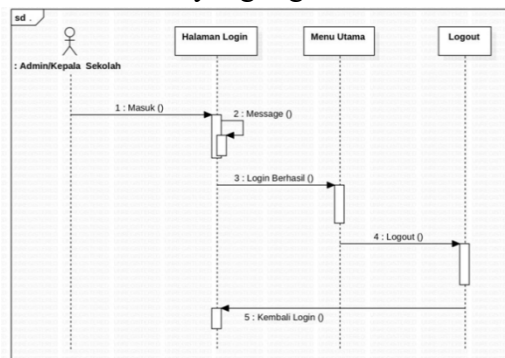 sd .
Halaman Login
Menu Utama
Logout
: Admin/Kepala Sekolah
1 : Masuk ()
2 : Message ()
3 : Login Berhasil ()
4 : Logout ()
5 : Kembali Login ()